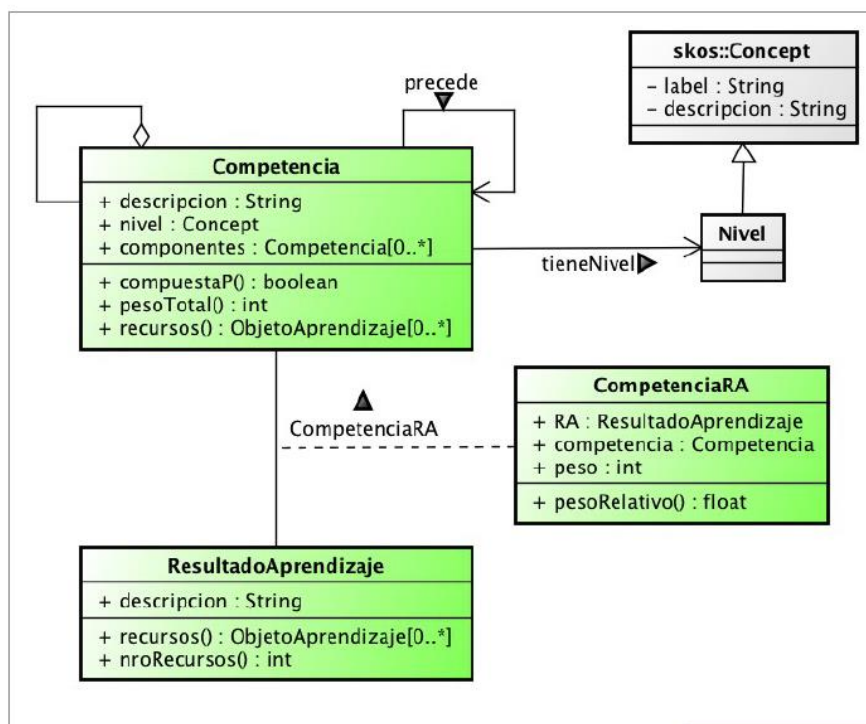 skos::Concept
– label : String
– descripcion : String
precede
Competencia
+ descripcion : String
+ nivel : Concept
+ componentes : Competencia[0..*]
+ compuestaP() : boolean
+ pesoTotal() : int
+ recursos() : ObjetoAprendizaje[0..*]
Nivel
tieneNivel
CompetenciaRA
CompetenciaRA
+ RA : ResultadoAprendizaje
+ competencia : Competencia
+ peso : int
+ pesoRelativo() : float
ResultadoAprendizaje
+ descripcion : String
+ recursos() : ObjetoAprendizaje[0..*]
+ nroRecursos() : int